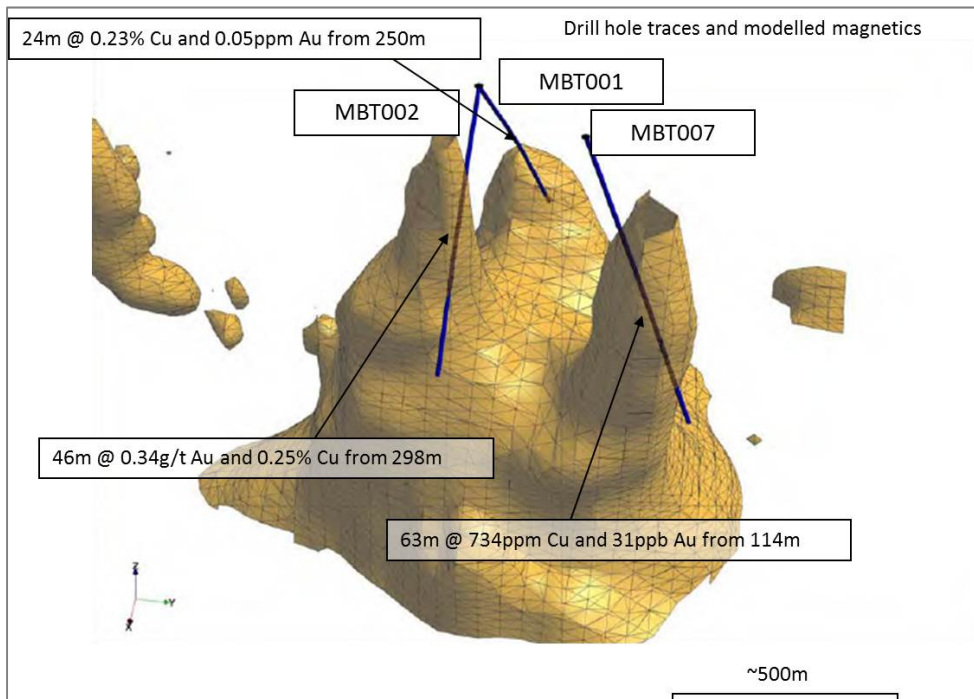 Drill hole traces and modelled magnetics
24m @ 0.23% Cu and 0.05ppm Au from 250m
MBT001
MBT002
MBT007
46m @ 0.34g/t Au and 0.25% Cu from 298m
63m @ 734ppm Cu and 31ppb Au from 114m
Z
Y
X
~500m